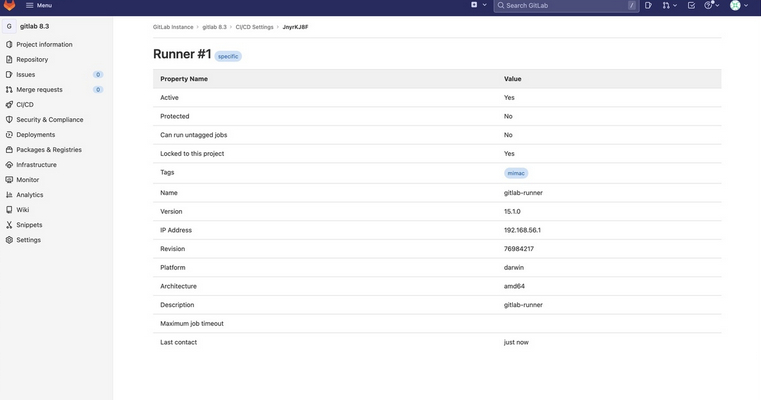 Menu
Search GitLab /
G gitlab 8.3
GitLab Instance › gitlab 8.3 › CI/CD Settings › JnyrKJ8F
Project information
Repository
Issues 0
Merge requests 0
CI/CD
Security & Compliance
Deployments
Packages & Registries
Infrastructure
Monitor
Analytics
Wiki
Snippets
Settings
Runner #1 specific
Property Name Value
Active Yes
Protected No
Can run untagged jobs No
Locked to this project Yes
Tags mimac
Name gitlab-runner
Version 15.1.0
IP Address 192.168.56.1
Revision 76984217
Platform darwin
Architecture amd64
Description gitlab-runner
Maximum job timeout
Last contact just now